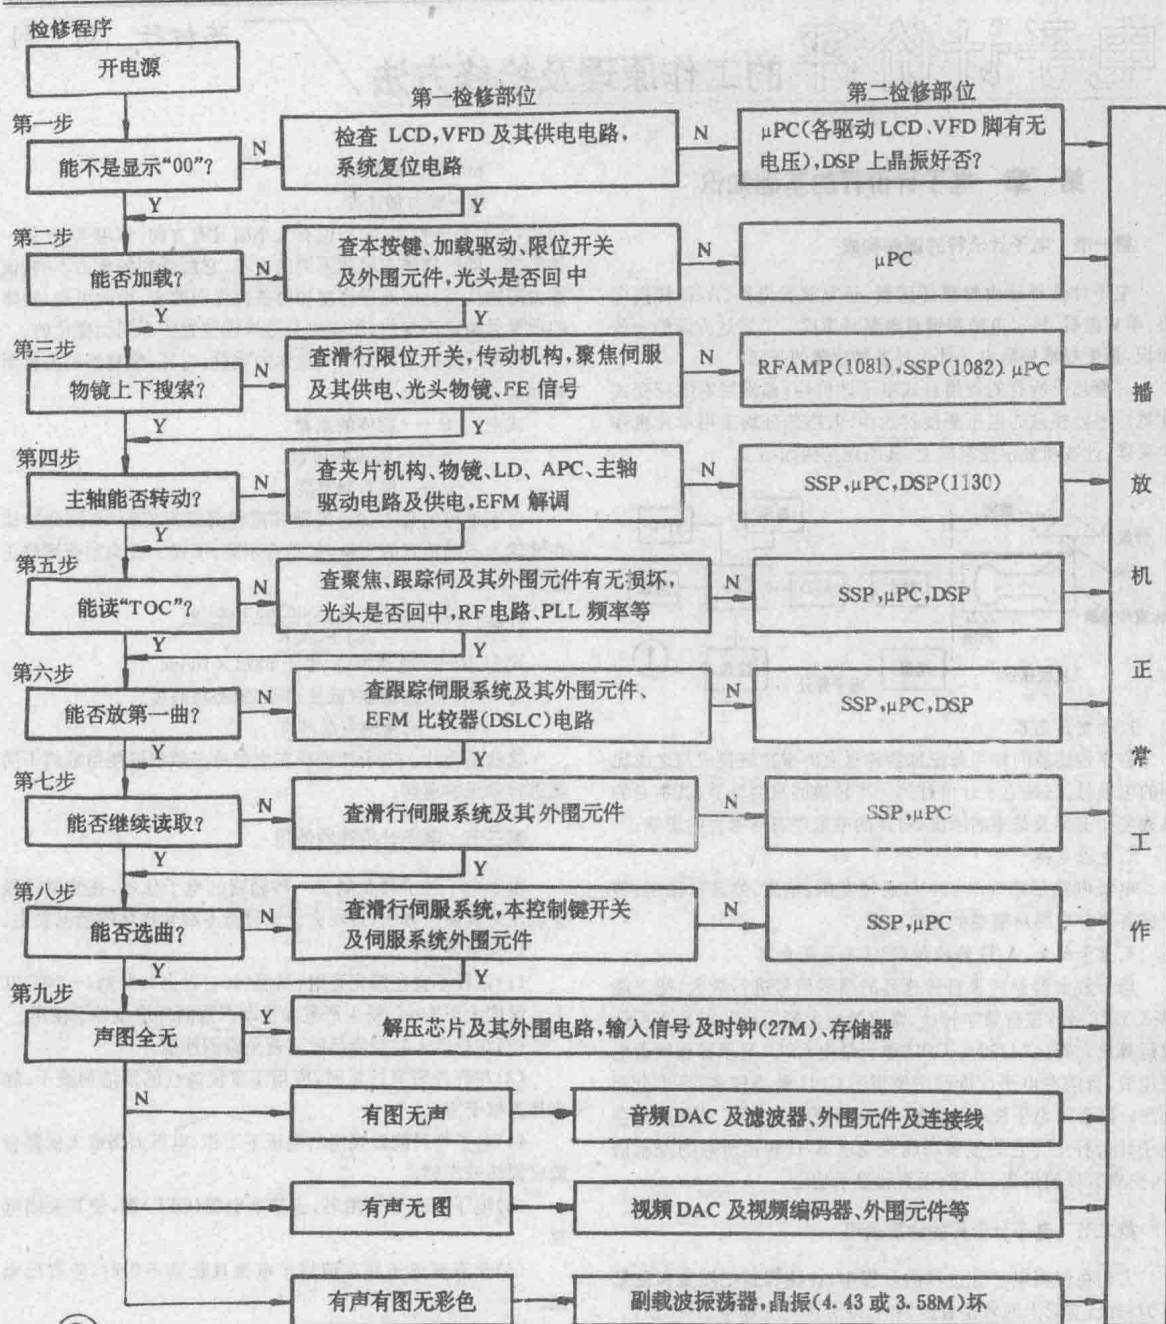 检修程序
开电源
第一检修部位
第二检修部位
第一步
能不是显示“00”?
N
检查 LCD,VFD 及其供电电路,
系统复位电路
N
μPC(各驱动 LCD、VFD 脚有无
电压),DSP 上晶振好否?
Y
Y
第二步
能否加载?
N
查本按键、加载驱动、限位开关
及外围元件,光头是否回中
N
μPC
Y
Y
第三步
物镜上下搜索?
N
查滑行限位开关,传动机构,聚焦伺服
及其供电、光头物镜、FE 信号
N
RFAMP(1081),SSP(1082) μPC
Y
Y
第四步
主轴能否转动?
N
查夹片机构、物镜、LD、APC、主轴
驱动电路及供电,EFM 解调
N
SSP,μPC,DSP(1130)
Y
Y
第五步
能读“TOC”?
N
查聚焦、跟踪伺及其外围元件有无损坏,
光头是否回中,RF 电路、PLL 频率等
N
SSP,μPC,DSP
Y
Y
第六步
能否放第一曲?
N
查跟踪伺服系统及其外围元件、
EFM 比较器(DSLC)电路
N
SSP,μPC,DSP
Y
Y
第七步
能否继续读取?
N
查滑行伺服系统及其外围元件
N
SSP,μPC
Y
Y
第八步
能否选曲?
N
查滑行伺服系统,本控制键开关
及伺服系统外围元件
N
SSP,μPC
Y
Y
第九步
声图全无
解压芯片及其外围电路,输入信号及时钟(27M)、存储器
N
有图无声
音频 DAC 及滤波器、外围元件及连接线
有声无图
视频 DAC 及视频编码器、外围元件等
有声有图无彩色
副载波振荡器,晶振(4.43 或 3.58M)坏
播
放
机
正
常
工
作